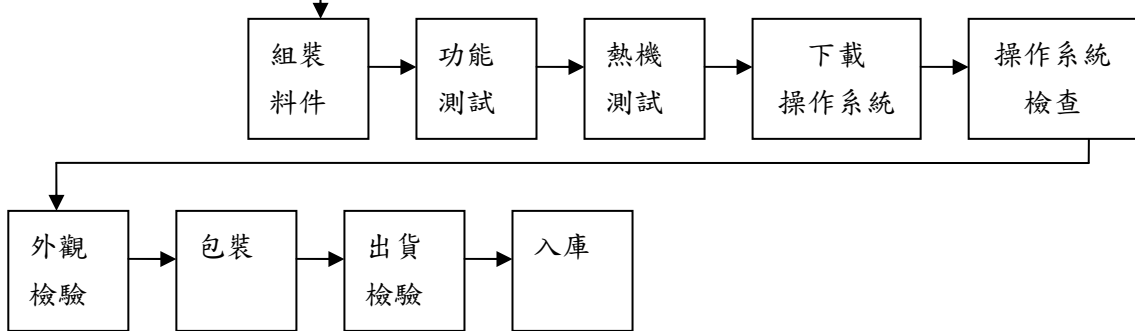 組裝
料件
功能
測試
熱機
測試
下載
操作系統
操作系統
檢查
外觀
檢驗
包裝
出貨
檢驗
入庫